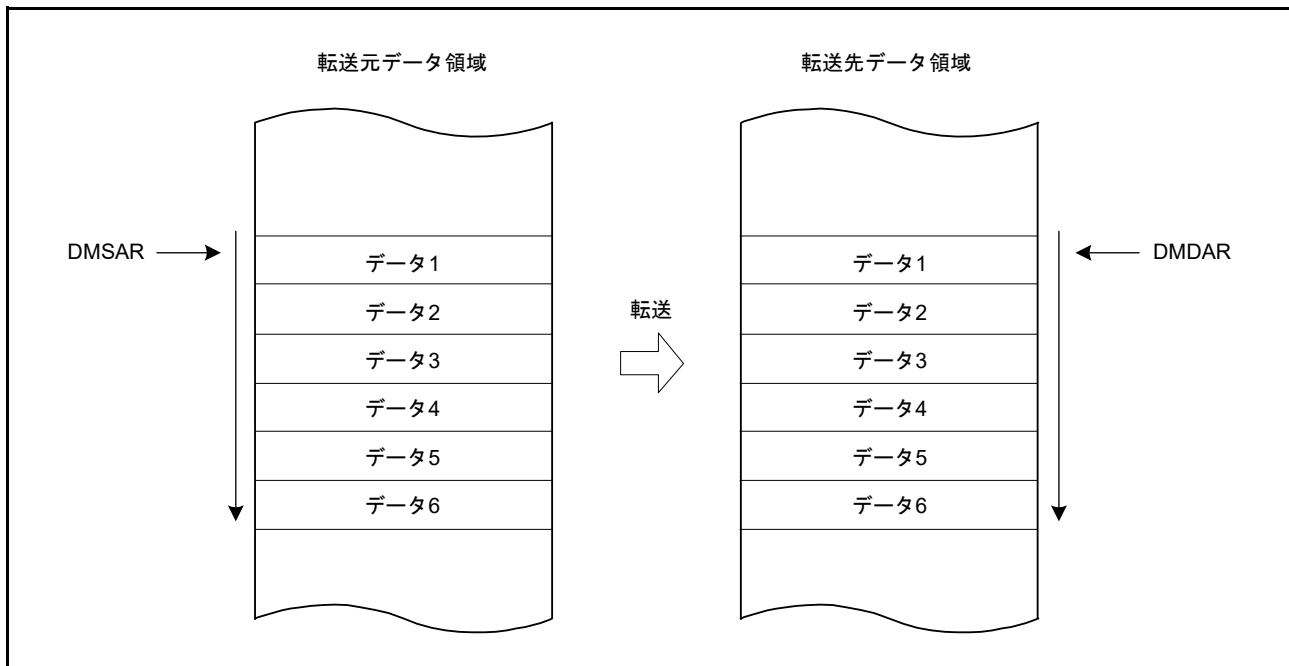 転送元データ領域
転送先データ領域
DMSAR
DMDAR
データ1
データ2
データ3
データ4
データ5
データ6
転送
データ1
データ2
データ3
データ4
データ5
データ6